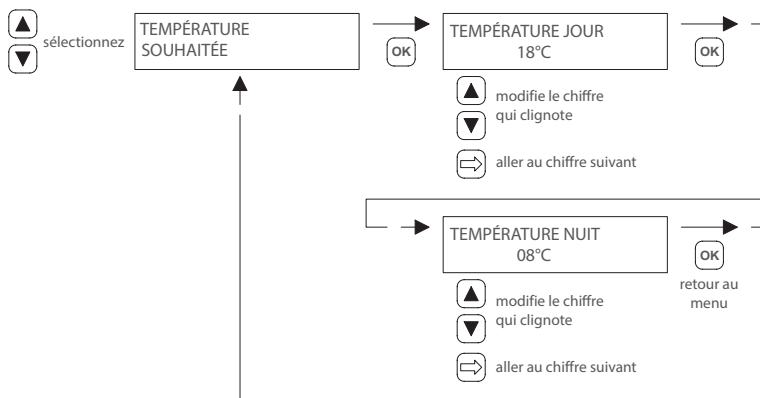 sélectionnez
TEMPÉRATURE
SOUHAITÉE
OK
TEMPÉRATURE JOUR
18°C
OK
modifie le chiffre
qui clignote
aller au chiffre suivant
TEMPÉRATURE NUIT
08°C
OK
retour au
menu
modifie le chiffre
qui clignote
aller au chiffre suivant